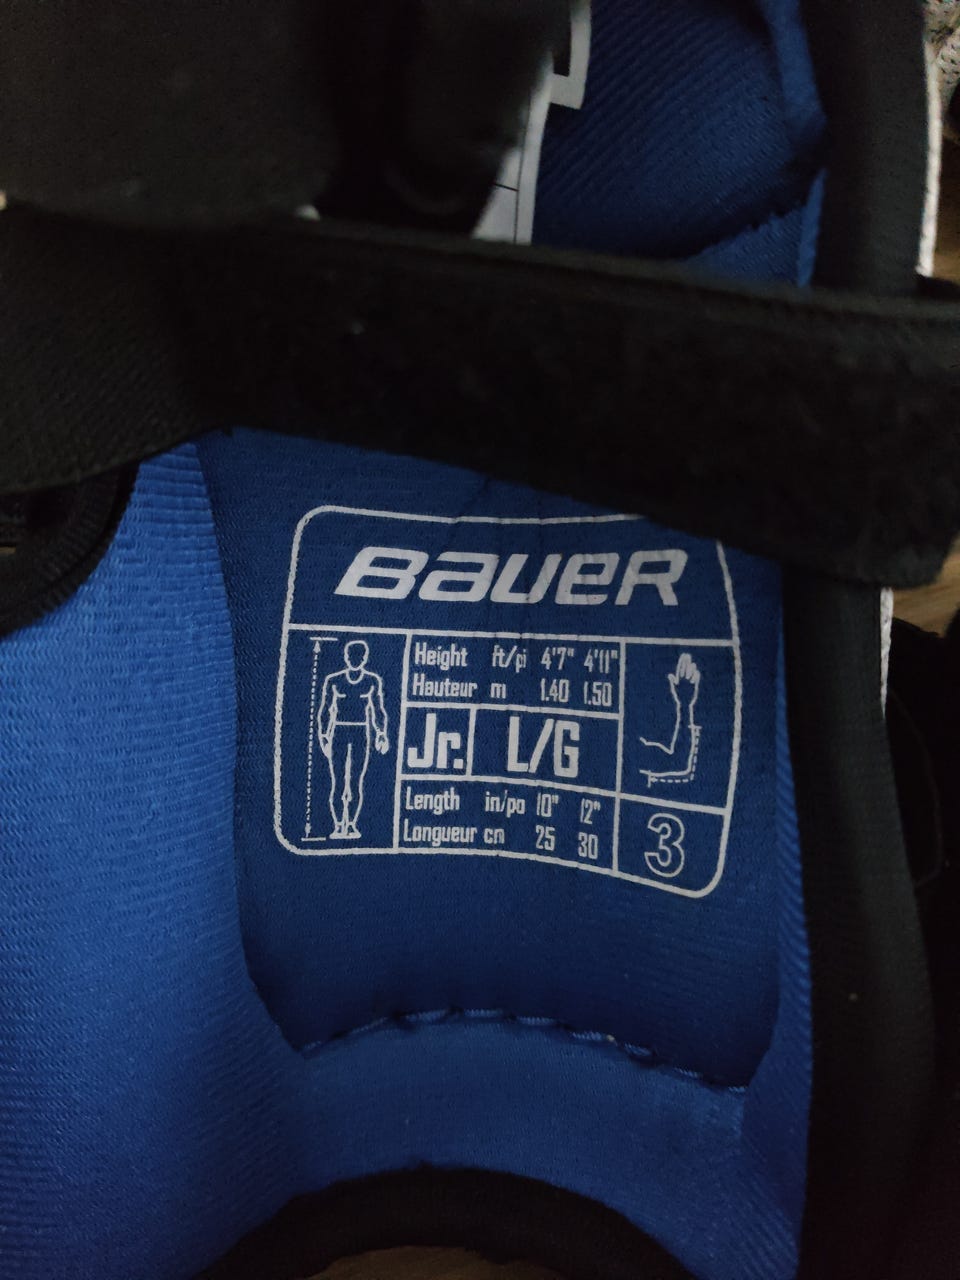 BAUER
Height ft/pi 4'7" 4'11"
Hauteur m 1.40 1.50
Jr. L/G
Length in/po 10" 12"
Longueur cm 25 30
3